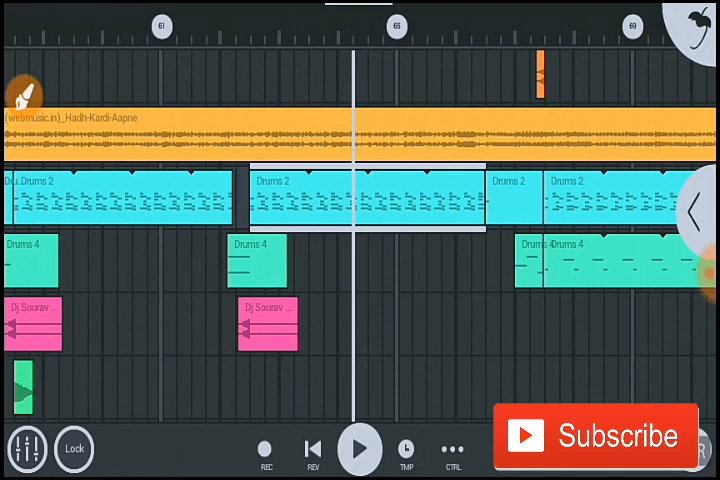 61 65 69
(webmusic.in)_Hadh-Kardi-Aapne
Du.. Drums 2 Drums 2 Drums 2 Drums 2
Drums 4 Drums 4 Drums 4 Drums 4
Dj Sourav ... Dj Sourav ...
Lock
REC REV TMP CTRL
Subscribe
R